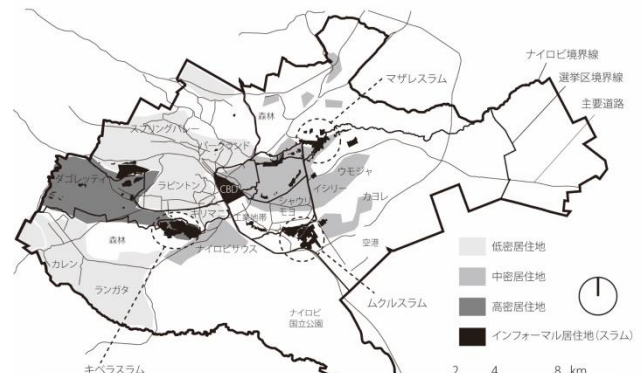 ナイロビ境界線
選挙区境界線
主要道路
マザレスラム
森林
スプリングバレー
パークランド
ウモジャ
ダゴレッティ
ラビントン
CBD
イシリー
カヨレ
シャウリ
モヨ
キリマニ
工業地帯
空港
森林
ナイロビサウス
カレン
ランガタ
ムクルスラム
ナイロビ
国立公園
キベラスラム
低密居住地
中密居住地
高密居住地
インフォーマル居住地(スラム)
2 4 8 km